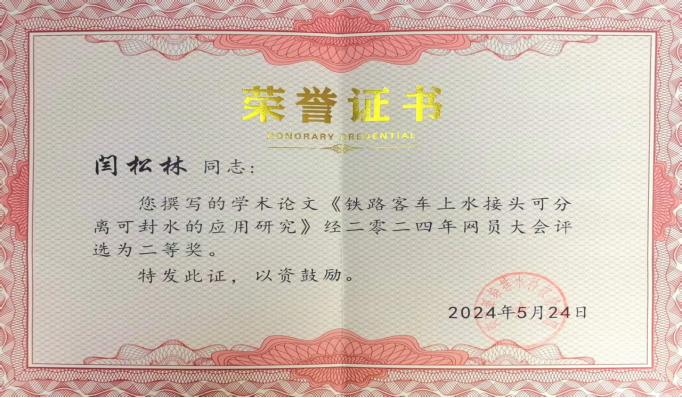 荣誉证书
HONORARY CREDENTIAL
闫松林 同志：
您撰写的学术论文《铁路客车上水接头可分
离可封水的应用研究》经二零二四年网员大会评
选为二等奖。
特发此证，以资鼓励。
2024年5月24日